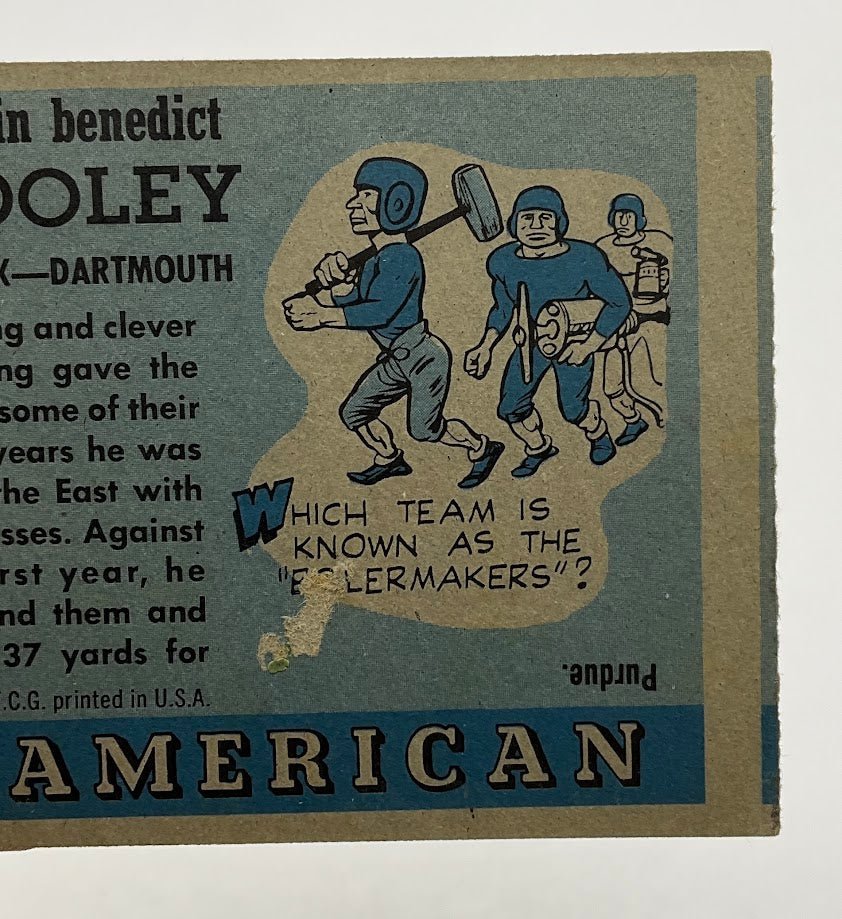 in benedict
OOLEY
K—DARTMOUTH
ng and clever
ng gave the
some of their
years he was
the East with
sses. Against
rst year, he
nd them and
37 yards for
.C.G. printed in U.S.A.
WHICH TEAM IS
KNOWN AS THE
"BOILERMAKERS"?
Purdue.
AMERICAN